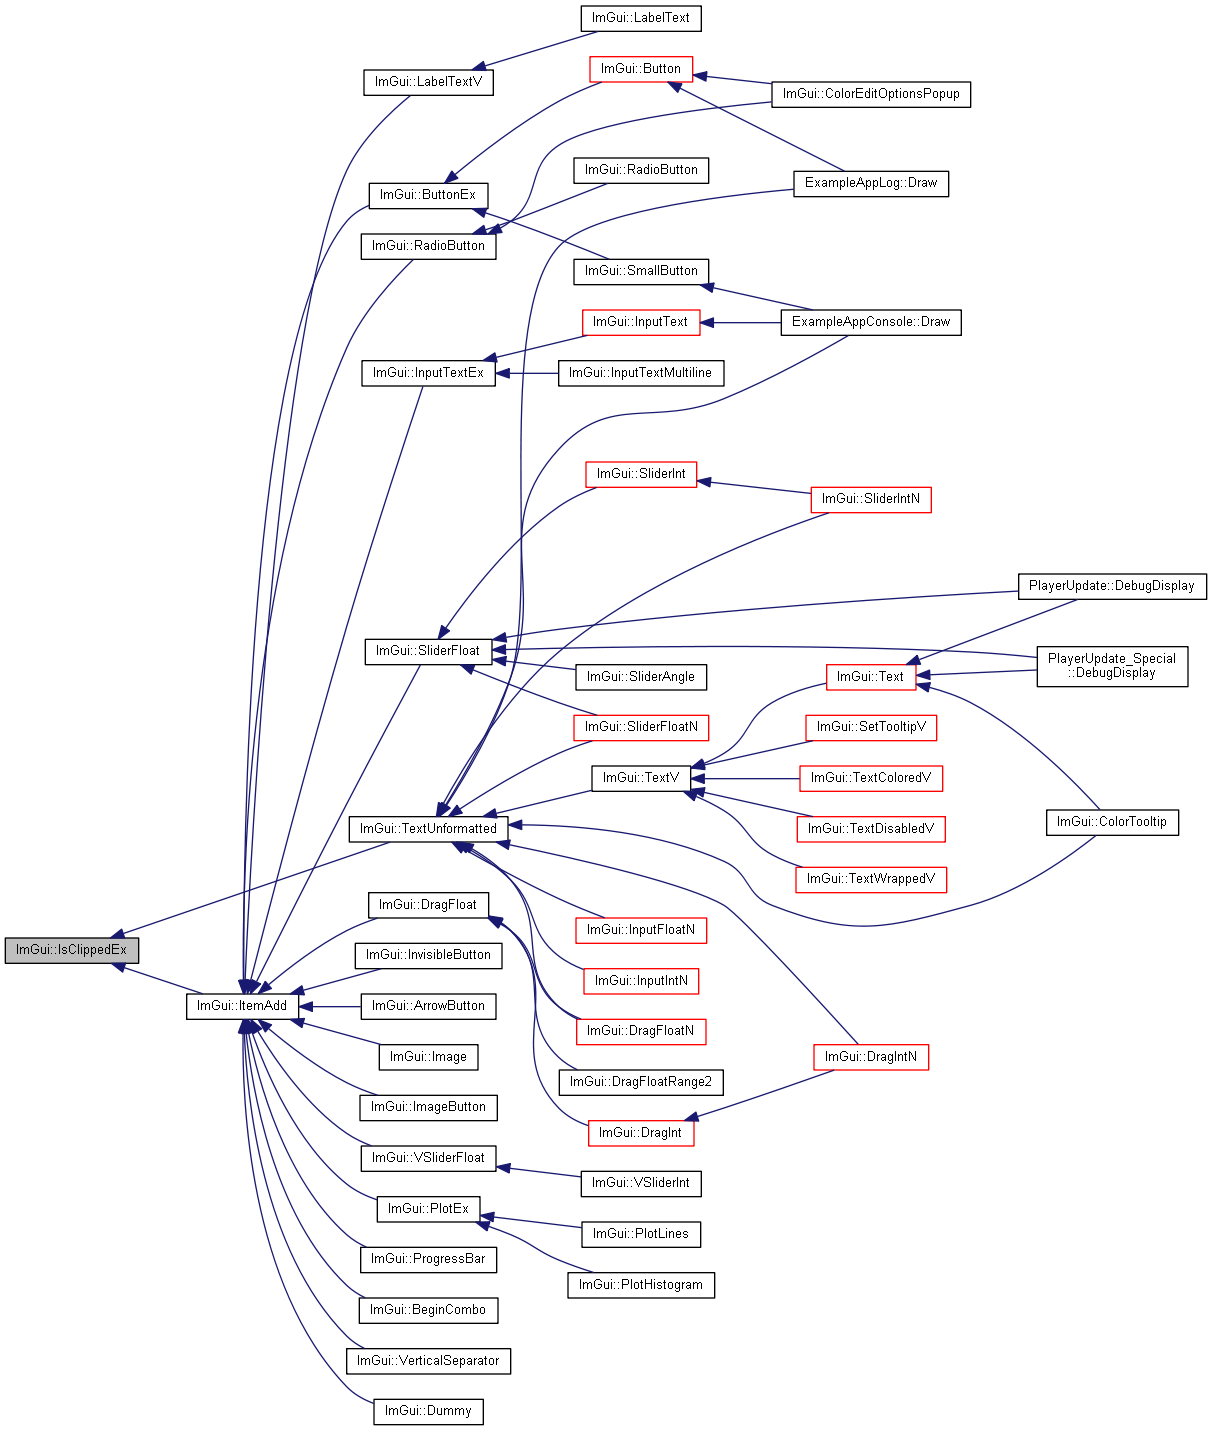 ImGui::LabelText
ImGui::Button
ImGui::LabelTextV
ImGui::ColorEditOptionsPopup
ImGui::RadioButton
ExampleAppLog::Draw
ImGui::ButtonEx
ImGui::RadioButton
ImGui::SmallButton
ImGui::InputText
ExampleAppConsole::Draw
ImGui::InputTextEx
ImGui::InputTextMultiline
ImGui::SliderInt
ImGui::SliderIntN
PlayerUpdate::DebugDisplay
ImGui::SliderFloat
PlayerUpdate_Special
::DebugDisplay
ImGui::SliderAngle
ImGui::Text
ImGui::SliderFloatN
ImGui::SetTooltipV
ImGui::TextV
ImGui::TextColoredV
ImGui::ColorTooltip
ImGui::TextUnformatted
ImGui::TextDisabledV
ImGui::TextWrappedV
ImGui::DragFloat
ImGui::InputFloatN
ImGui::IsClippedEx
ImGui::InvisibleButton
ImGui::InputIntN
ImGui::ItemAdd
ImGui::ArrowButton
ImGui::DragFloatN
ImGui::Image
ImGui::DragIntN
ImGui::DragFloatRange2
ImGui::ImageButton
ImGui::DragInt
ImGui::VSliderFloat
ImGui::VSliderInt
ImGui::PlotEx
ImGui::PlotLines
ImGui::ProgressBar
ImGui::PlotHistogram
ImGui::BeginCombo
ImGui::VerticalSeparator
ImGui::Dummy